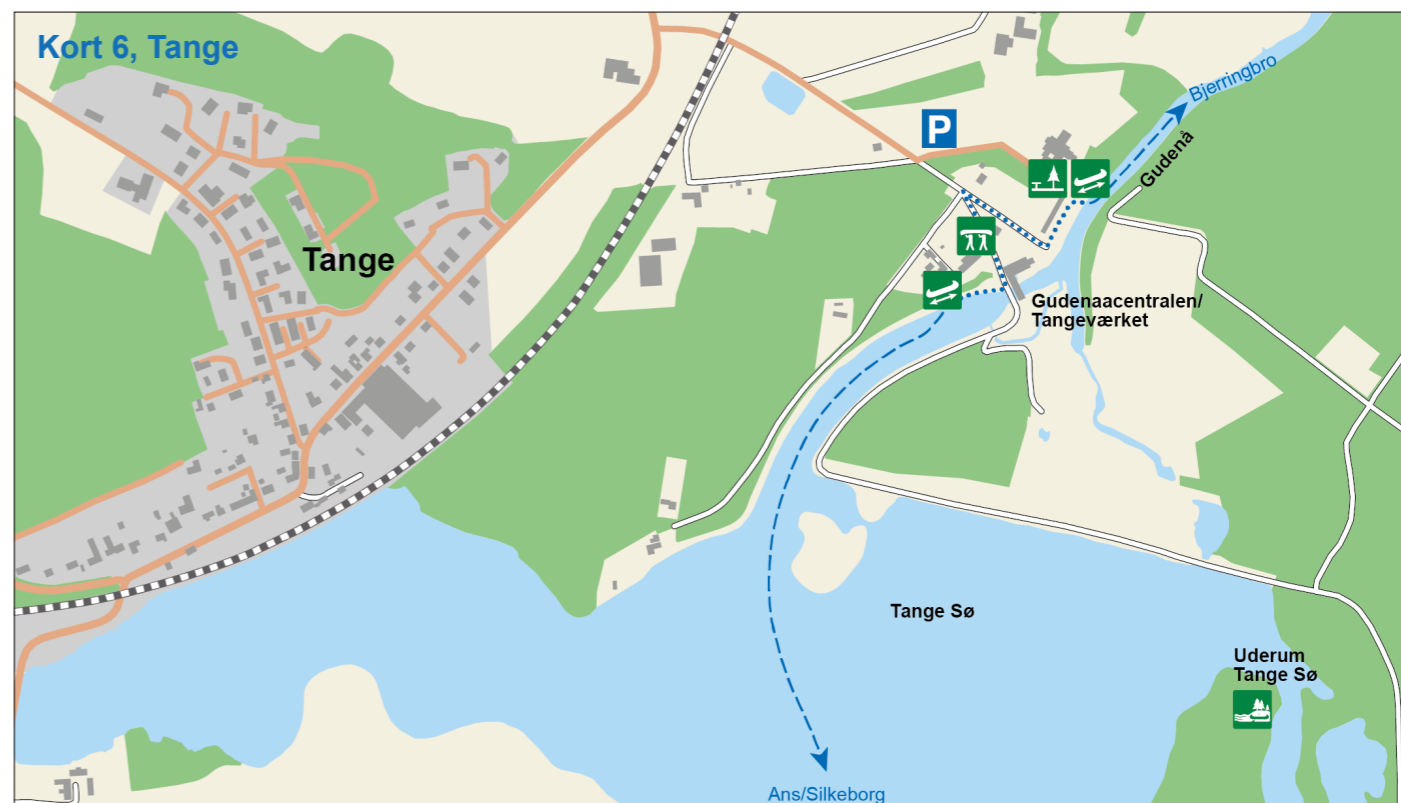 Kort 6, Tange
Bjerringbro
P
Gudenå
Tange
Gudenaacentralen/
Tangeværket
Tange Sø
Uderum
Tange Sø
Ans/Silkeborg